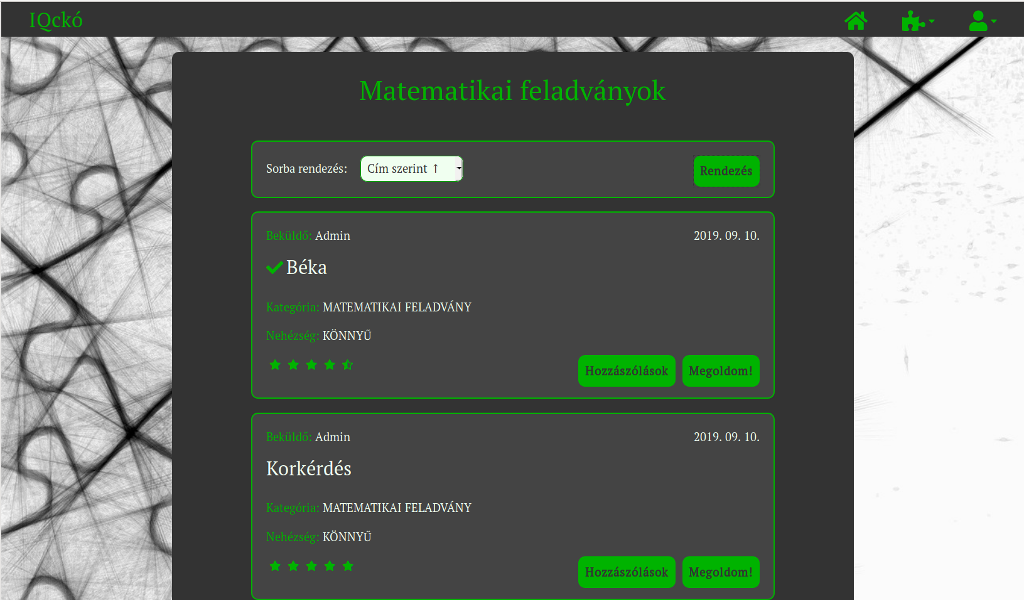 IQckó
Matematikai feladványok
Sorba rendezés: Cím szerint ↑ Rendezés
Beküldő: Admin 2019. 09. 10.
Béka
Kategória: MATEMATIKAI FELADVÁNY
Nehézség: KÖNNYŰ
Hozzászólások Megoldom!
Beküldő: Admin 2019. 09. 10.
Korkérdés
Kategória: MATEMATIKAI FELADVÁNY
Nehézség: KÖNNYŰ
Hozzászólások Megoldom!